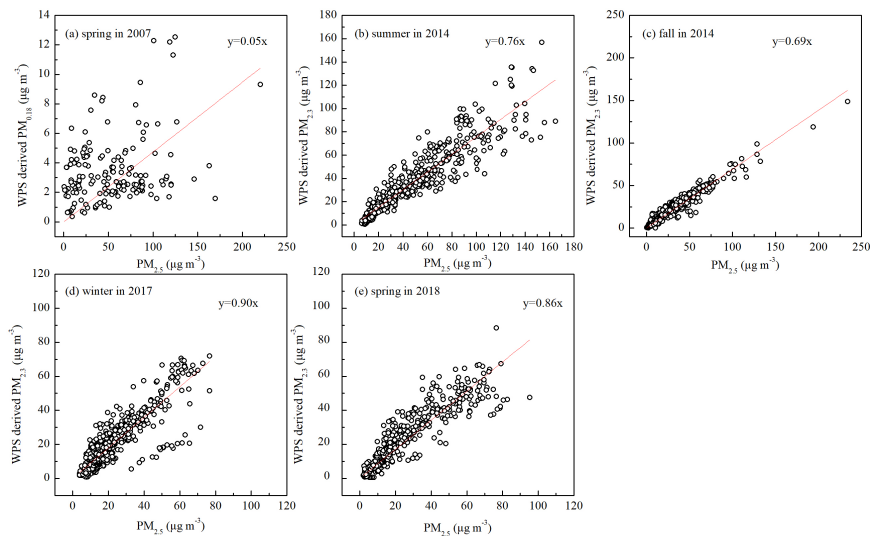 (a) spring in 2007
y=0.05x
WPS derived PM0.18 (μg m-3)
12
10
8
6
4
2
0
0 50 100 150 200 250
PM2.5 (μg m-3)
(b) summer in 2014
y=0.76x
WPS derived PM2.3 (μg m-3)
180
160
140
120
100
80
60
40
20
0
0 20 40 60 80 100 120 140 160 180
PM2.5 (μg m-3)
(c) fall in 2014
y=0.69x
WPS derived PM2.3 (μg m-3)
250
200
150
100
50
0
0 50 100 150 200 250
PM2.5 (μg m-3)
(d) winter in 2017
y=0.90x
WPS derived PM2.3 (μg m-3)
120
100
80
60
40
20
0
0 20 40 60 80 100 120
PM2.5 (μg m-3)
(e) spring in 2018
y=0.86x
WPS derived PM2.3 (μg m-3)
120
100
80
60
40
20
0
0 20 40 60 80 100 120
PM2.5 (μg m-3)